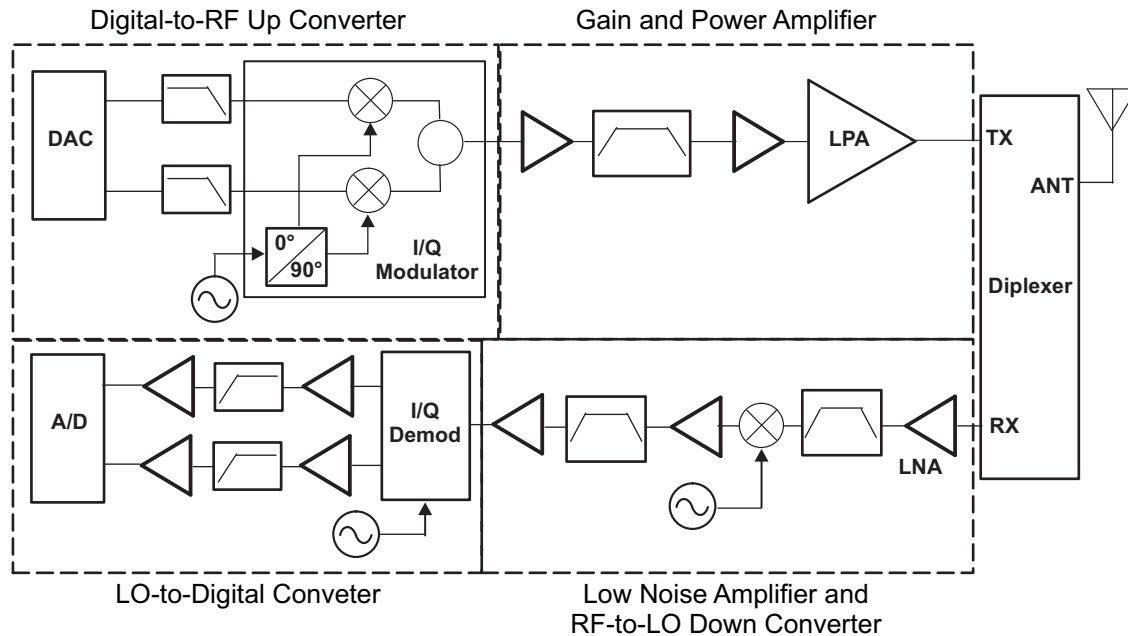 Digital-to-RF Up Converter
Gain and Power Amplifier
DAC
0°
90°
I/Q
Modulator
LPA
TX
ANT
Diplexer
RX
A/D
I/Q
Demod
LNA
LO-to-Digital Conveter
Low Noise Amplifier and
RF-to-LO Down Converter